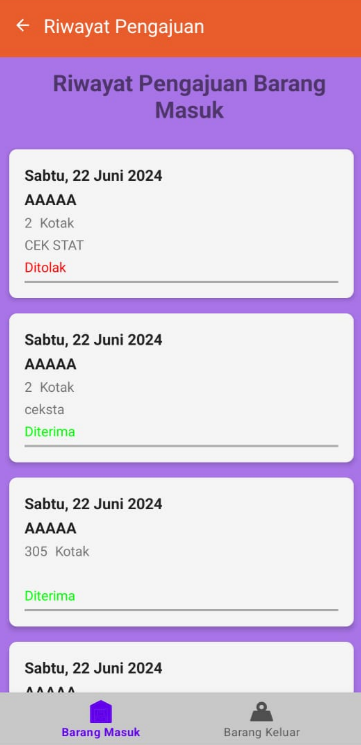 Riwayat Pengajuan
Riwayat Pengajuan Barang
Masuk
Sabtu, 22 Juni 2024
AAAAA
2 Kotak
CEK STAT
Ditolak
Sabtu, 22 Juni 2024
AAAAA
2 Kotak
ceksta
Diterima
Sabtu, 22 Juni 2024
AAAAA
305 Kotak
Diterima
Sabtu, 22 Juni 2024
AAAAA
Barang Masuk
Barang Keluar